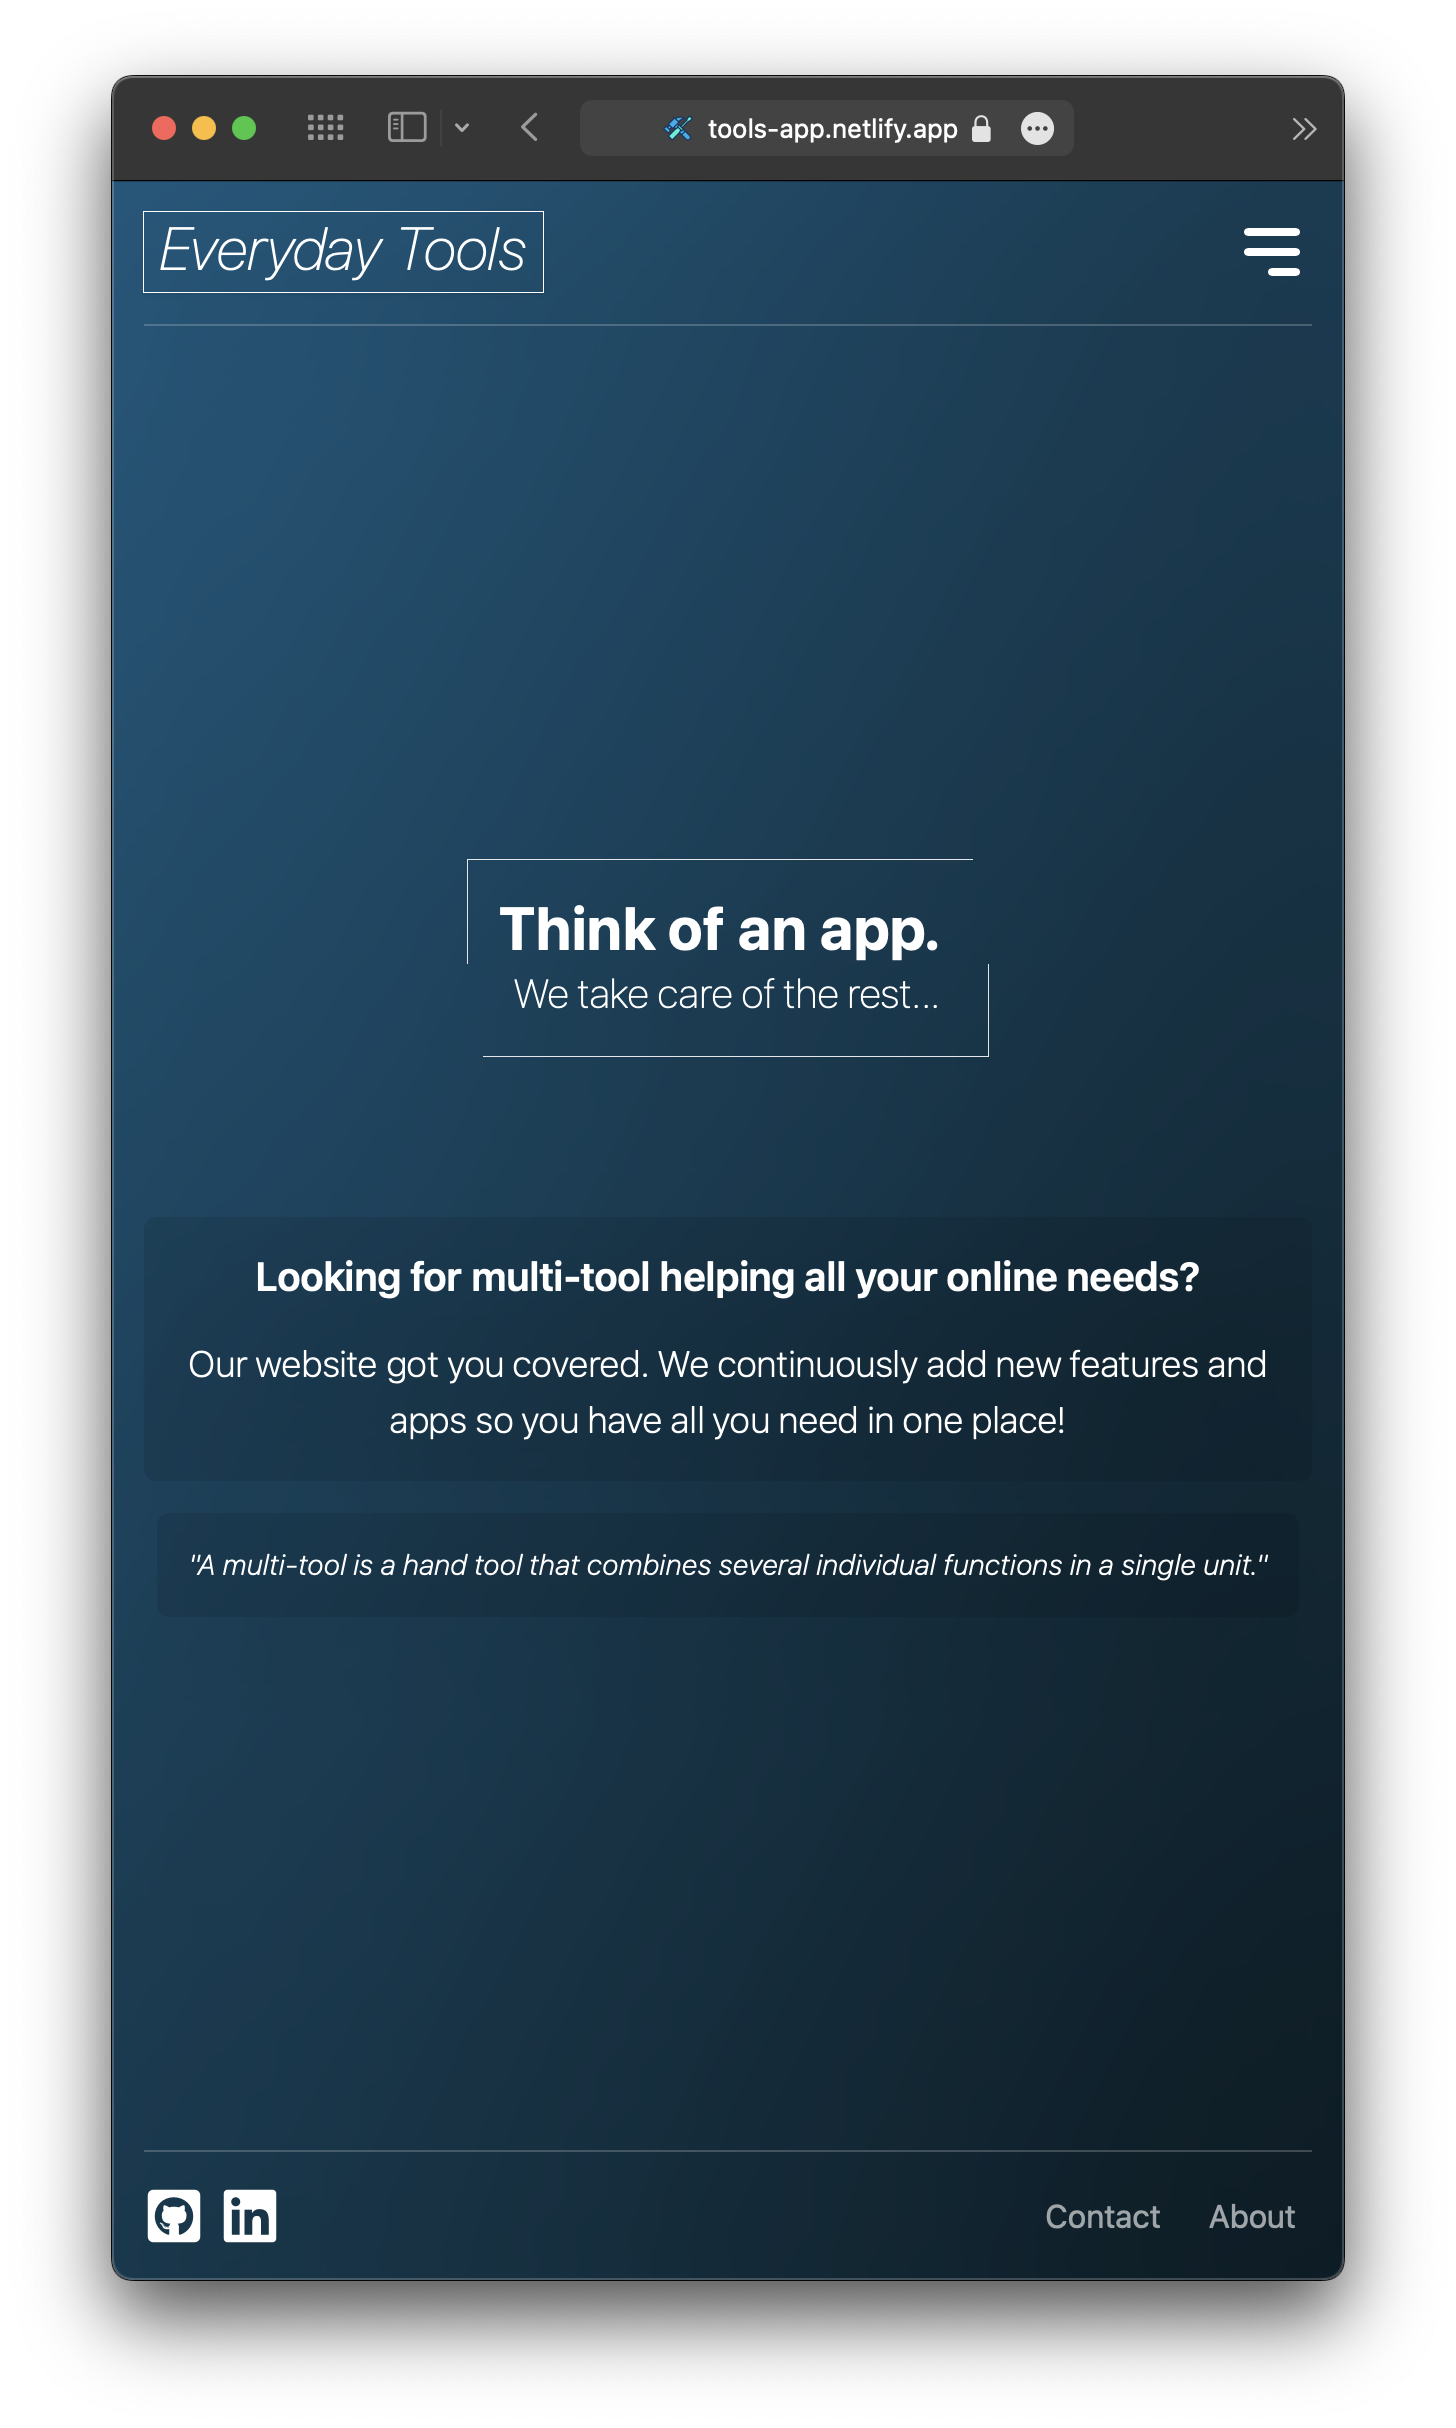 tools-app.netlify.app
Everyday Tools
Think of an app.
We take care of the rest...
Looking for multi-tool helping all your online needs?
Our website got you covered. We continuously add new features and
apps so you have all you need in one place!
"A multi-tool is a hand tool that combines several individual functions in a single unit."
in
Contact About